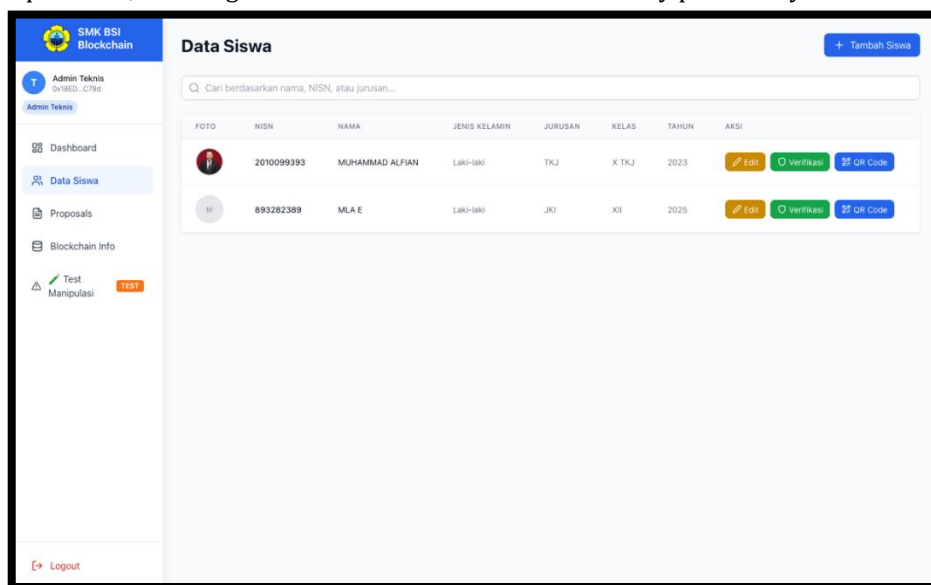 SMK BSI
Blockchain
Data Siswa
+ Tambah Siswa
T
Admin Teknis
0x18ED...C79d
Admin Teknis
Cari berdasarkan nama, NISN, atau jurusan...
FOTO NISN NAMA JENIS KELAMIN JURUSAN KELAS TAHUN AKSI
2010099393 MUHAMMAD ALFIAN Laki-laki TKJ X TKJ 2023 Edit Verifikasi QR Code
893282389 MLA E Laki-laki JKI XII 2025 Edit Verifikasi QR Code
Dashboard
Data Siswa
Proposals
Blockchain Info
Test
Manipulasi
TEST
Logout